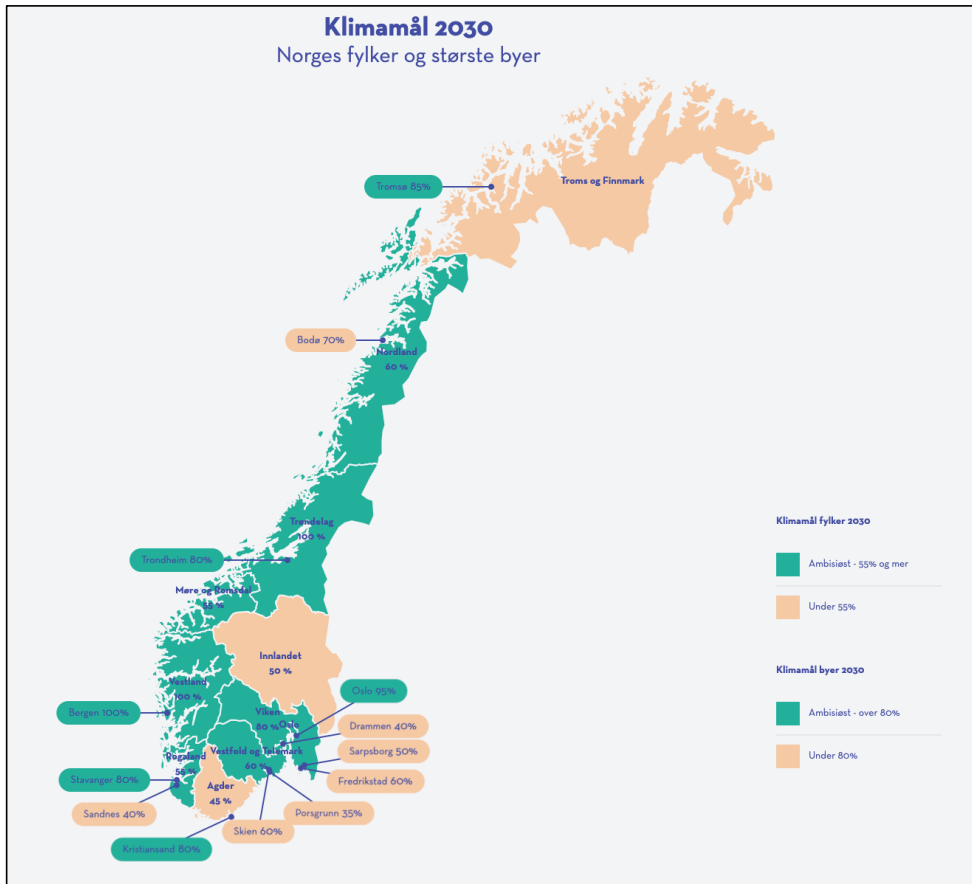 Klimamål 2030
Norges fylker og største byer
Troms og Finnmark
Tromsø 85%
Bodø 70%
Nordland
60 %
Trøndelag
100 %
Trondheim 80%
Møre og Romsdal
55 %
Innlandet
50 %
Vestland
100 %
Bergen 100%
Oslo 95%
Viken
80 %
Oslo
Drammen 40%
Sarpsborg 50%
Fredrikstad 60%
Vestfold og Telemark
60 %
Rogaland
55 %
Stavanger 80%
Agder
45 %
Sandnes 40%
Porsgrunn 35%
Skien 60%
Kristiansand 80%
Klimamål fylker 2030
Ambisiøst - 55% og mer
Under 55%
Klimamål byer 2030
Ambisiøst - over 80%
Under 80%